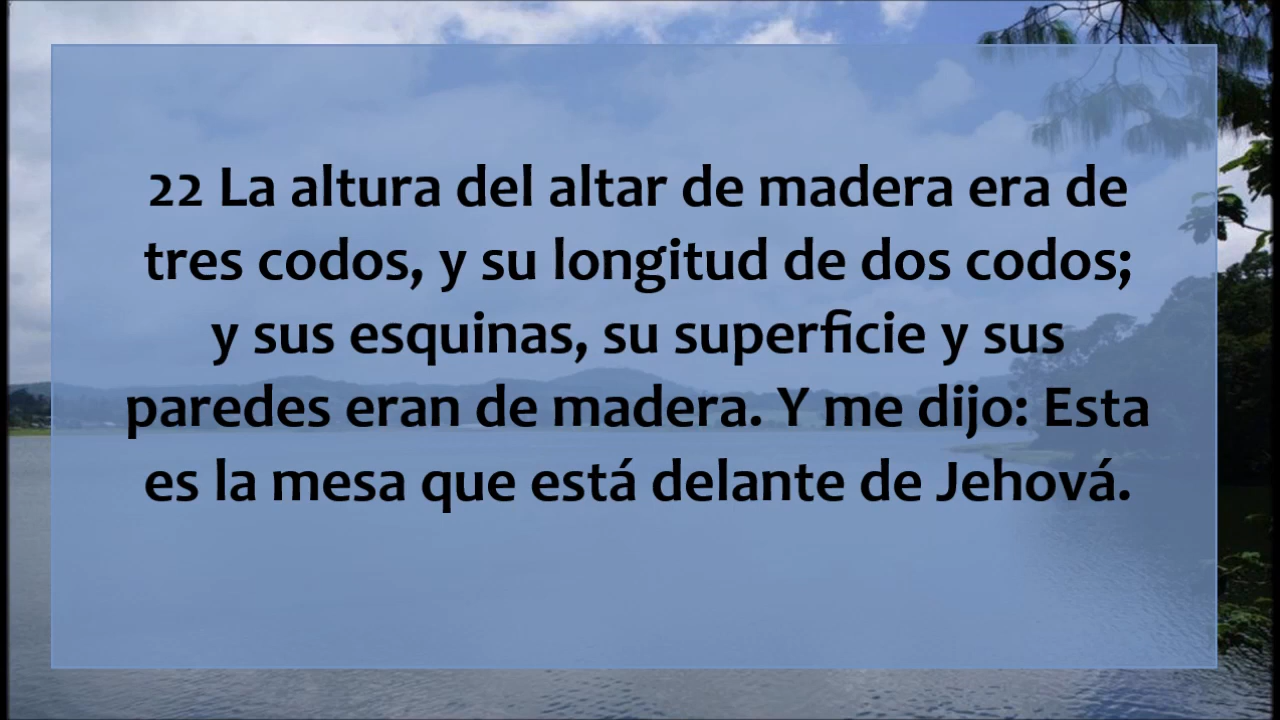 22 La altura del altar de madera era de
tres codos, y su longitud de dos codos;
y sus esquinas, su superficie y sus
paredes eran de madera. Y me dijo: Esta
es la mesa que está delante de Jehová.